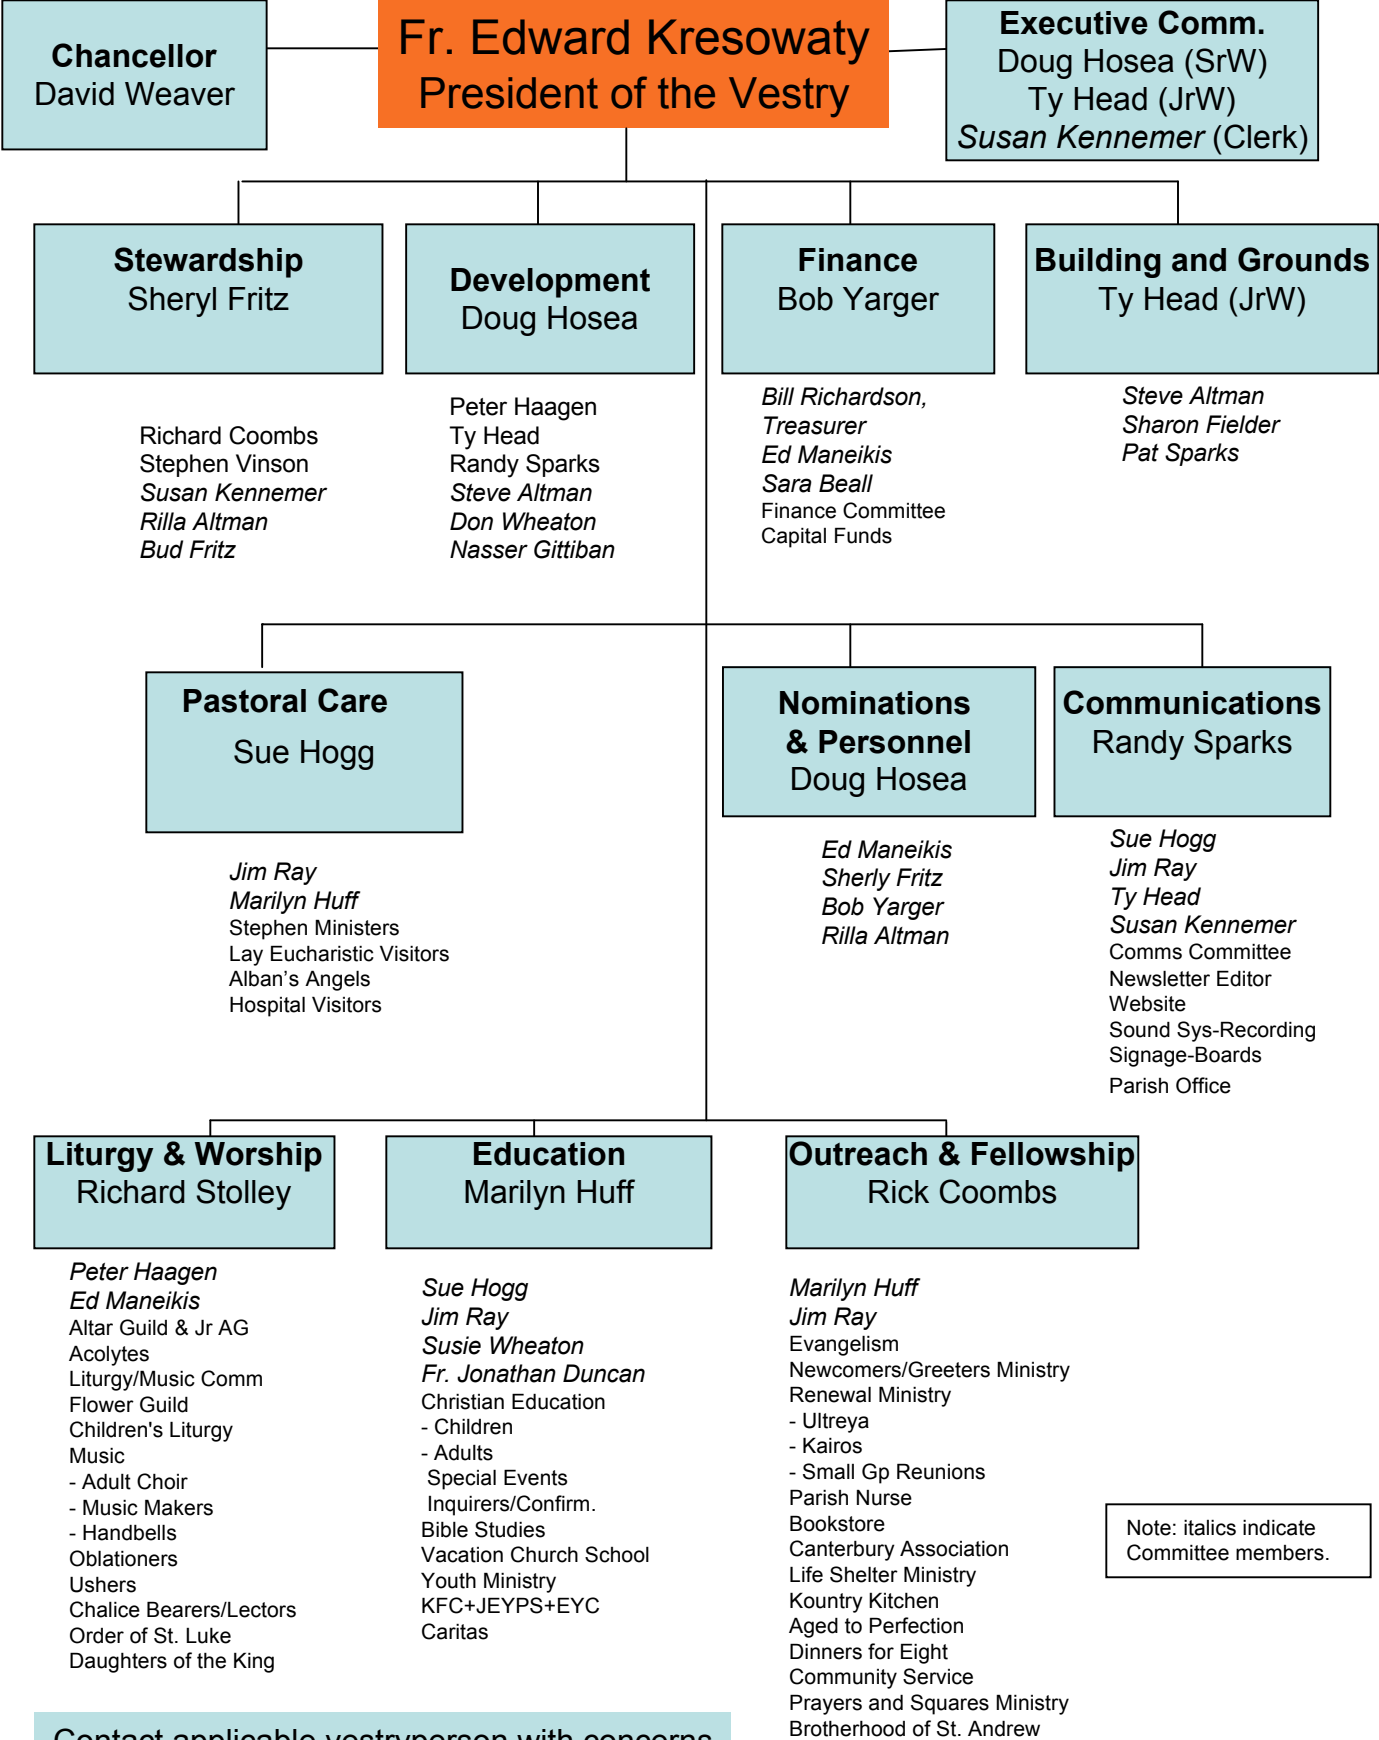 Chancellor
David Weaver
Fr. Edward Kresowaty
President of the Vestry
Executive Comm.
Doug Hosea (SrW)
Ty Head (JrW)
Susan Kennemer (Clerk)
Stewardship
Sheryl Fritz
Richard Coombs
Stephen Vinson
Susan Kennemer
Rilla Altman
Bud Fritz
Development
Doug Hosea
Peter Haagen
Ty Head
Randy Sparks
Steve Altman
Don Wheaton
Nasser Gittiban
Finance
Bob Yarger
Bill Richardson,
Treasurer
Ed Maneikis
Sara Beall
Finance Committee
Capital Funds
Building and Grounds
Ty Head (JrW)
Steve Altman
Sharon Fielder
Pat Sparks
Pastoral Care
Sue Hogg
Jim Ray
Marilyn Huff
Stephen Ministers
Lay Eucharistic Visitors
Alban’s Angels
Hospital Visitors
Nominations
& Personnel
Doug Hosea
Ed Maneikis
Sherly Fritz
Bob Yarger
Rilla Altman
Communications
Randy Sparks
Sue Hogg
Jim Ray
Ty Head
Susan Kennemer
Comms Committee
Newsletter Editor
Website
Sound Sys-Recording
Signage-Boards
Parish Office
Liturgy & Worship
Richard Stolley
Peter Haagen
Ed Maneikis
Altar Guild & Jr AG
Acolytes
Liturgy/Music Comm
Flower Guild
Children's Liturgy
Music
- Adult Choir
- Music Makers
- Handbells
Oblationers
Ushers
Chalice Bearers/Lectors
Order of St. Luke
Daughters of the King
Education
Marilyn Huff
Sue Hogg
Jim Ray
Susie Wheaton
Fr. Jonathan Duncan
Christian Education
- Children
- Adults
Special Events
Inquirers/Confirm.
Bible Studies
Vacation Church School
Youth Ministry
KFC+JEYPS+EYC
Caritas
Outreach & Fellowship
Rick Coombs
Marilyn Huff
Jim Ray
Evangelism
Newcomers/Greeters Ministry
Renewal Ministry
- Ultreya
- Kairos
- Small Gp Reunions
Parish Nurse
Bookstore
Canterbury Association
Life Shelter Ministry
Kountry Kitchen
Aged to Perfection
Dinners for Eight
Community Service
Prayers and Squares Ministry
Brotherhood of St. Andrew
Note: italics indicate
Committee members.
Contact applicable vestryperson with concerns